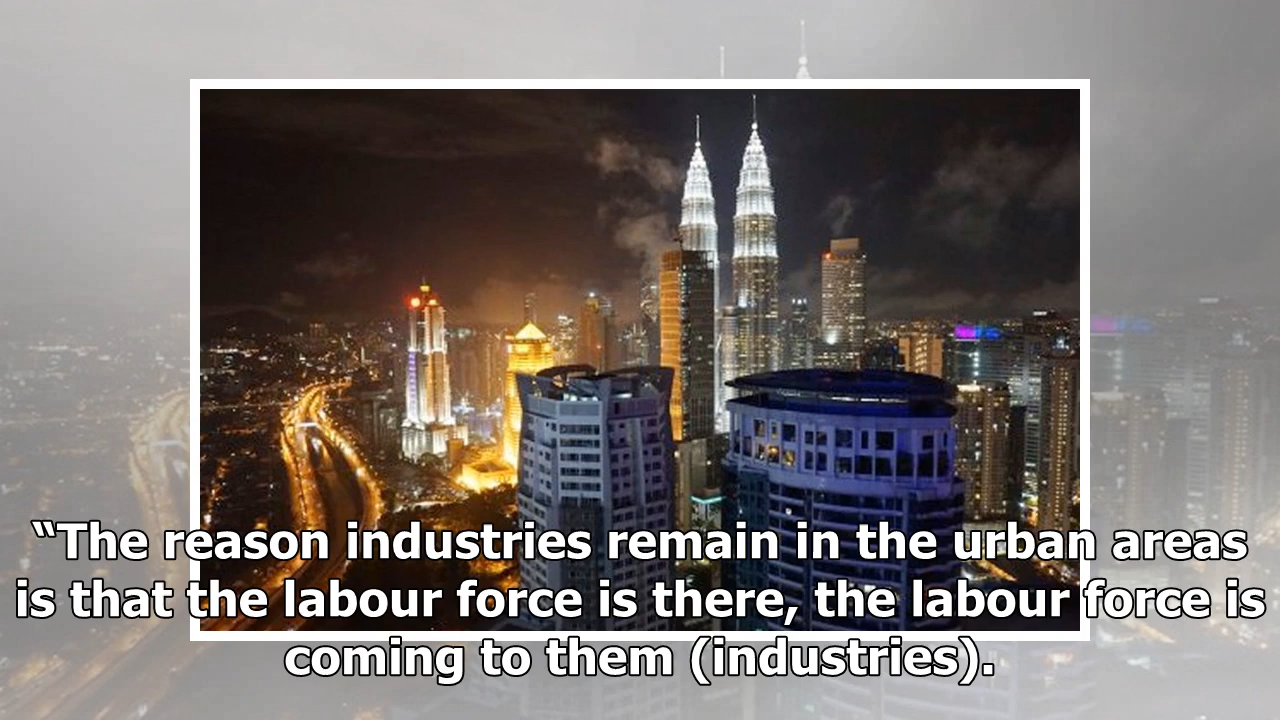 “The reason industries remain in the urban areas
is that the labour force is there, the labour force is
coming to them (industries).